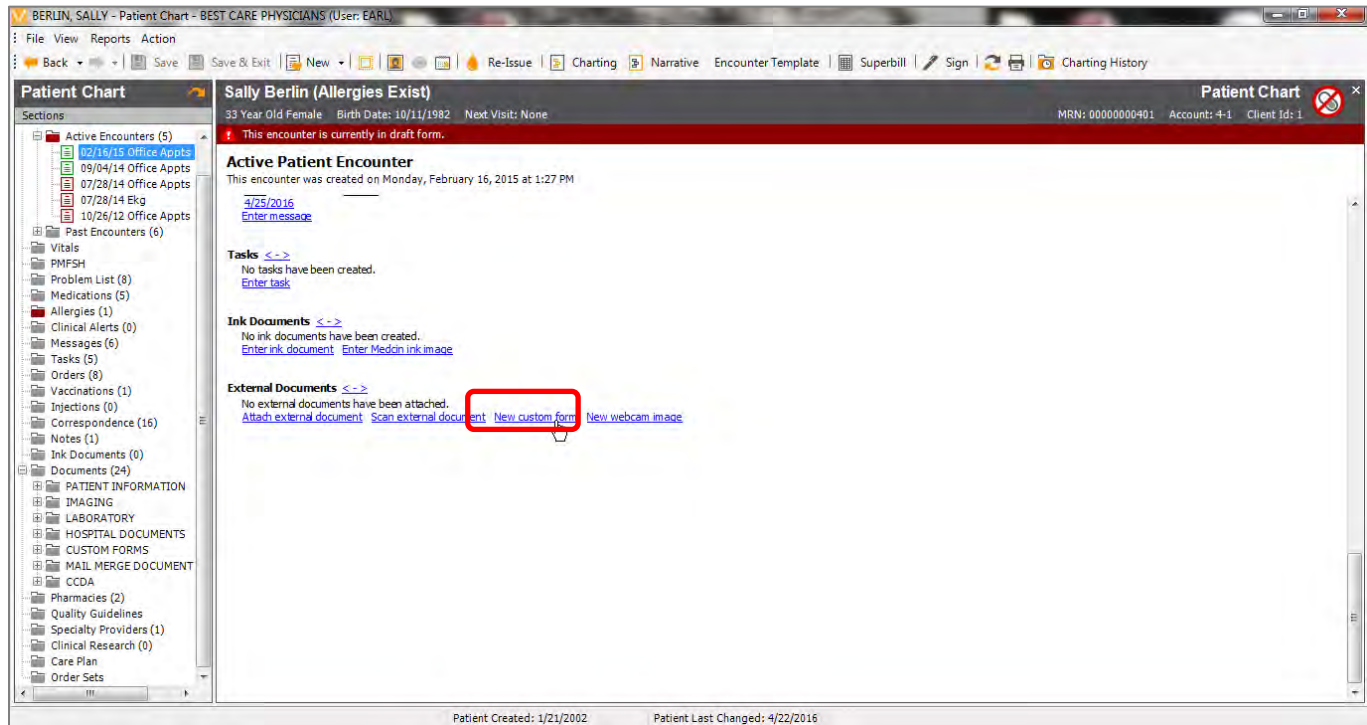 BERLIN, SALLY - Patient Chart - BEST CARE PHYSICIANS (User: EARL)
File View Reports Action
Back Save Save & Exit New Re-Issue Charting Narrative Encounter Template Superbill Sign Charting History
Patient Chart
Sections
Active Encounters (5)
02/16/15 Office Appts
09/04/14 Office Appts
07/28/14 Office Appts
07/28/14 Ekg
10/26/12 Office Appts
Past Encounters (6)
Vitals
PMFSH
Problem List (8)
Medications (5)
Allergies (1)
Clinical Alerts (0)
Messages (6)
Tasks (5)
Orders (8)
Vaccinations (1)
Injections (0)
Correspondence (16)
Notes (1)
Ink Documents (0)
Documents (24)
PATIENT INFORMATION
IMAGING
LABORATORY
HOSPITAL DOCUMENTS
CUSTOM FORMS
MAIL MERGE DOCUMENT
CCDA
Pharmacies (2)
Quality Guidelines
Specialty Providers (1)
Clinical Research (0)
Care Plan
Order Sets
Sally Berlin (Allergies Exist) Patient Chart
33 Year Old Female Birth Date: 10/11/1982 Next Visit: None MRN: 00000000401 Account: 4-1 Client Id: 1
This encounter is currently in draft form.
Active Patient Encounter
This encounter was created on Monday, February 16, 2015 at 1:27 PM
4/25/2016
Enter message
Tasks < - >
No tasks have been created.
Enter task
Ink Documents < - >
No ink documents have been created.
Enter ink document Enter Medcin ink image
External Documents < - >
No external documents have been attached.
Attach external document Scan external document New custom form New webcam image
Patient Created: 1/21/2002 Patient Last Changed: 4/22/2016